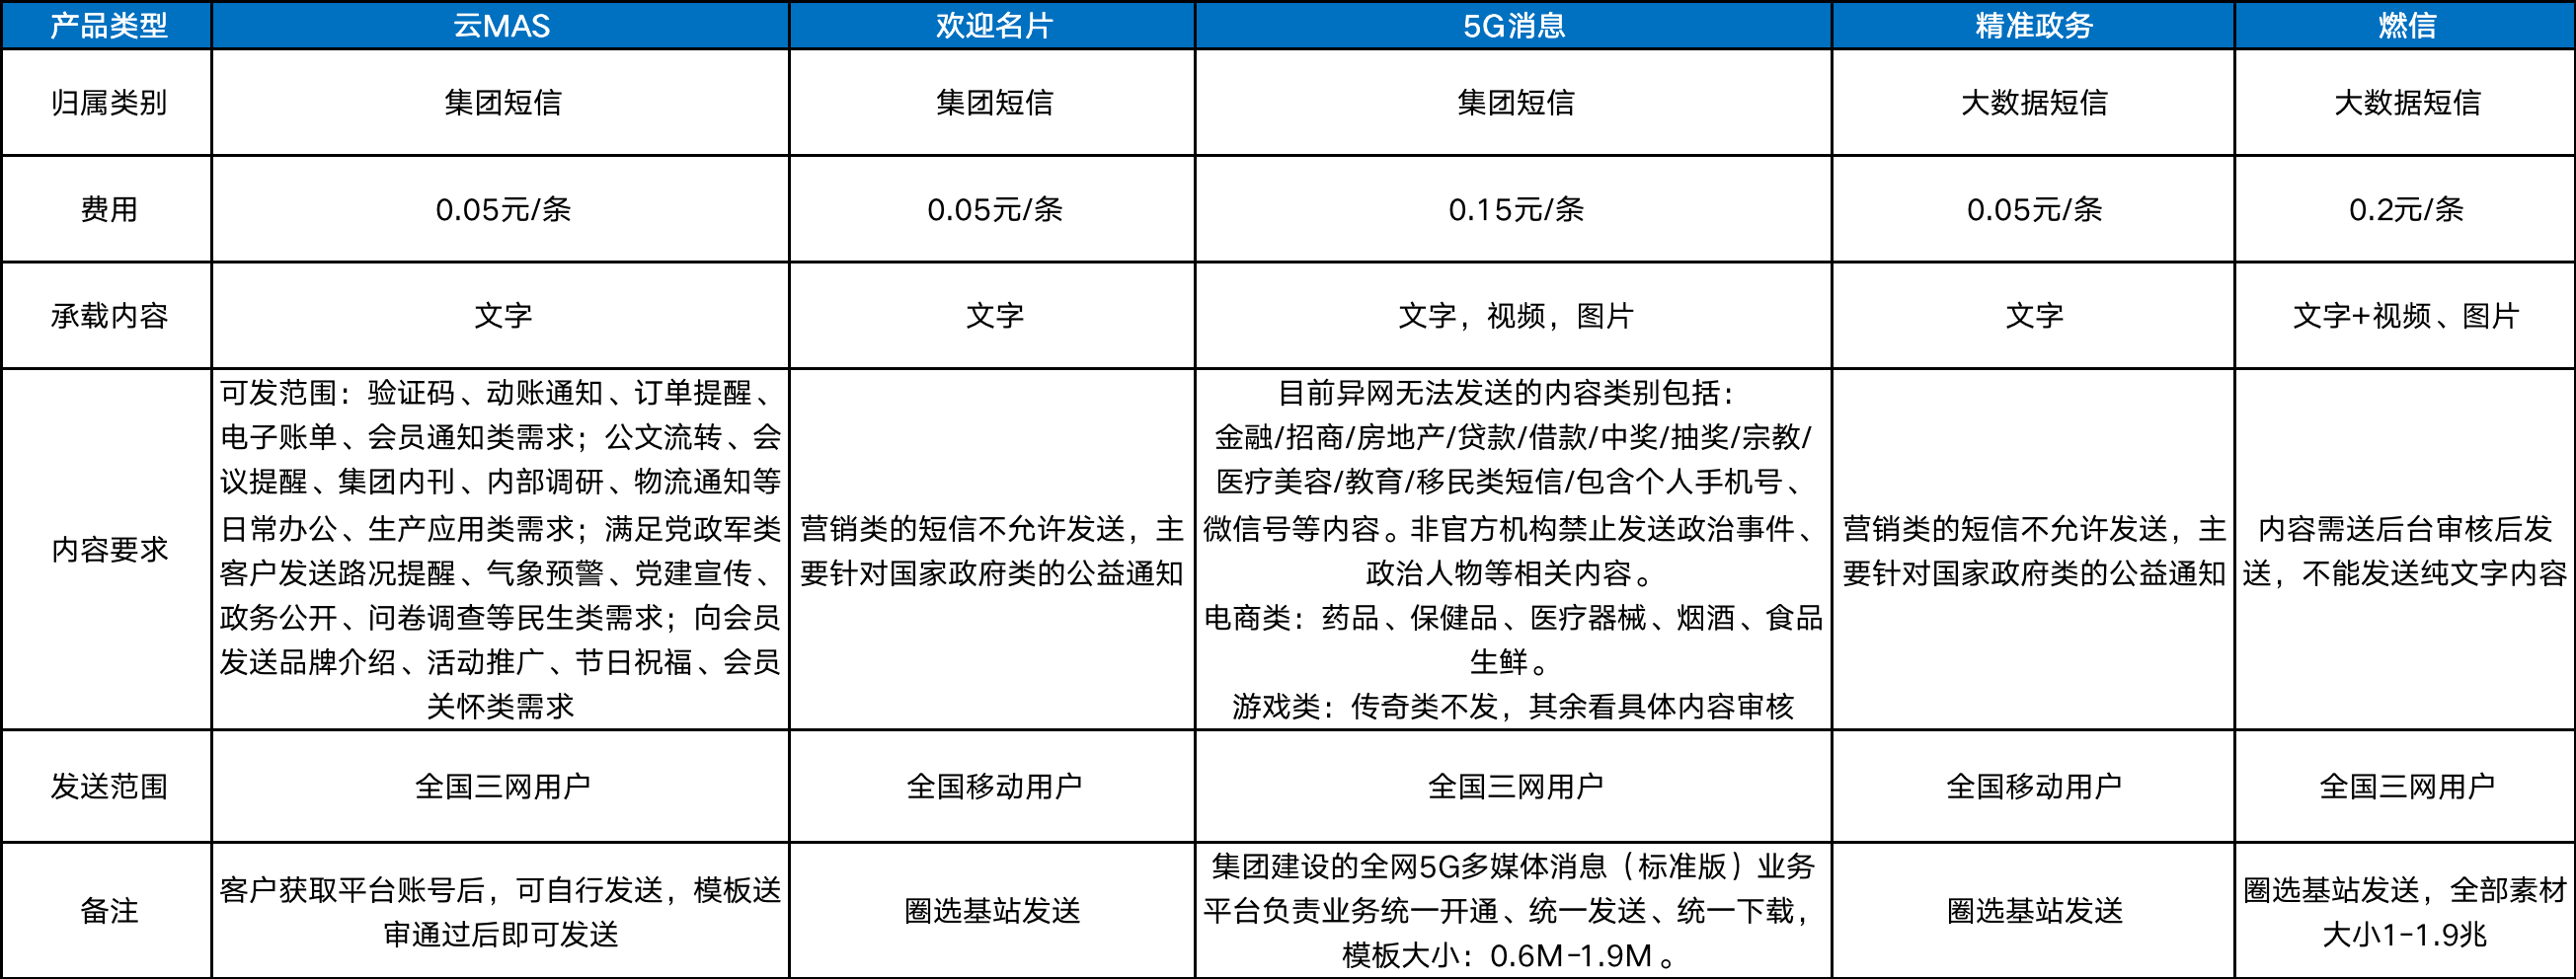 产品类型
云MAS
欢迎名片
5G消息
精准政务
燃信
归属类别
集团短信
集团短信
集团短信
大数据短信
大数据短信
费用
0.05元/条
0.05元/条
0.15元/条
0.05元/条
0.2元/条
承载内容
文字
文字
文字，视频，图片
文字
文字+视频、图片
内容要求
可发范围：验证码、动账通知、订单提醒、
电子账单、会员通知类需求；公文流转、会
议提醒、集团内刊、内部调研、物流通知等
日常办公、生产应用类需求；满足党政军类
客户发送路况提醒、气象预警、党建宣传、
政务公开、问卷调查等民生类需求；向会员
发送品牌介绍、活动推广、节日祝福、会员
关怀类需求
营销类的短信不允许发送，主
要针对国家政府类的公益通知
目前异网无法发送的内容类别包括：
金融/招商/房地产/贷款/借款/中奖/抽奖/宗教/
医疗美容/教育/移民类短信/包含个人手机号、
微信号等内容。非官方机构禁止发送政治事件、
政治人物等相关内容。
电商类：药品、保健品、医疗器械、烟酒、食品
生鲜。
游戏类：传奇类不发，其余看具体内容审核
营销类的短信不允许发送，主
要针对国家政府类的公益通知
内容需送后台审核后发
送，不能发送纯文字内容
发送范围
全国三网用户
全国移动用户
全国三网用户
全国移动用户
全国三网用户
备注
客户获取平台账号后，可自行发送，模板送
审通过后即可发送
圈选基站发送
集团建设的全网5G多媒体消息（标准版）业务
平台负责业务统一开通、统一发送、统一下载，
模板大小：0.6M-1.9M。
圈选基站发送
圈选基站发送，全部素材
大小1-1.9兆